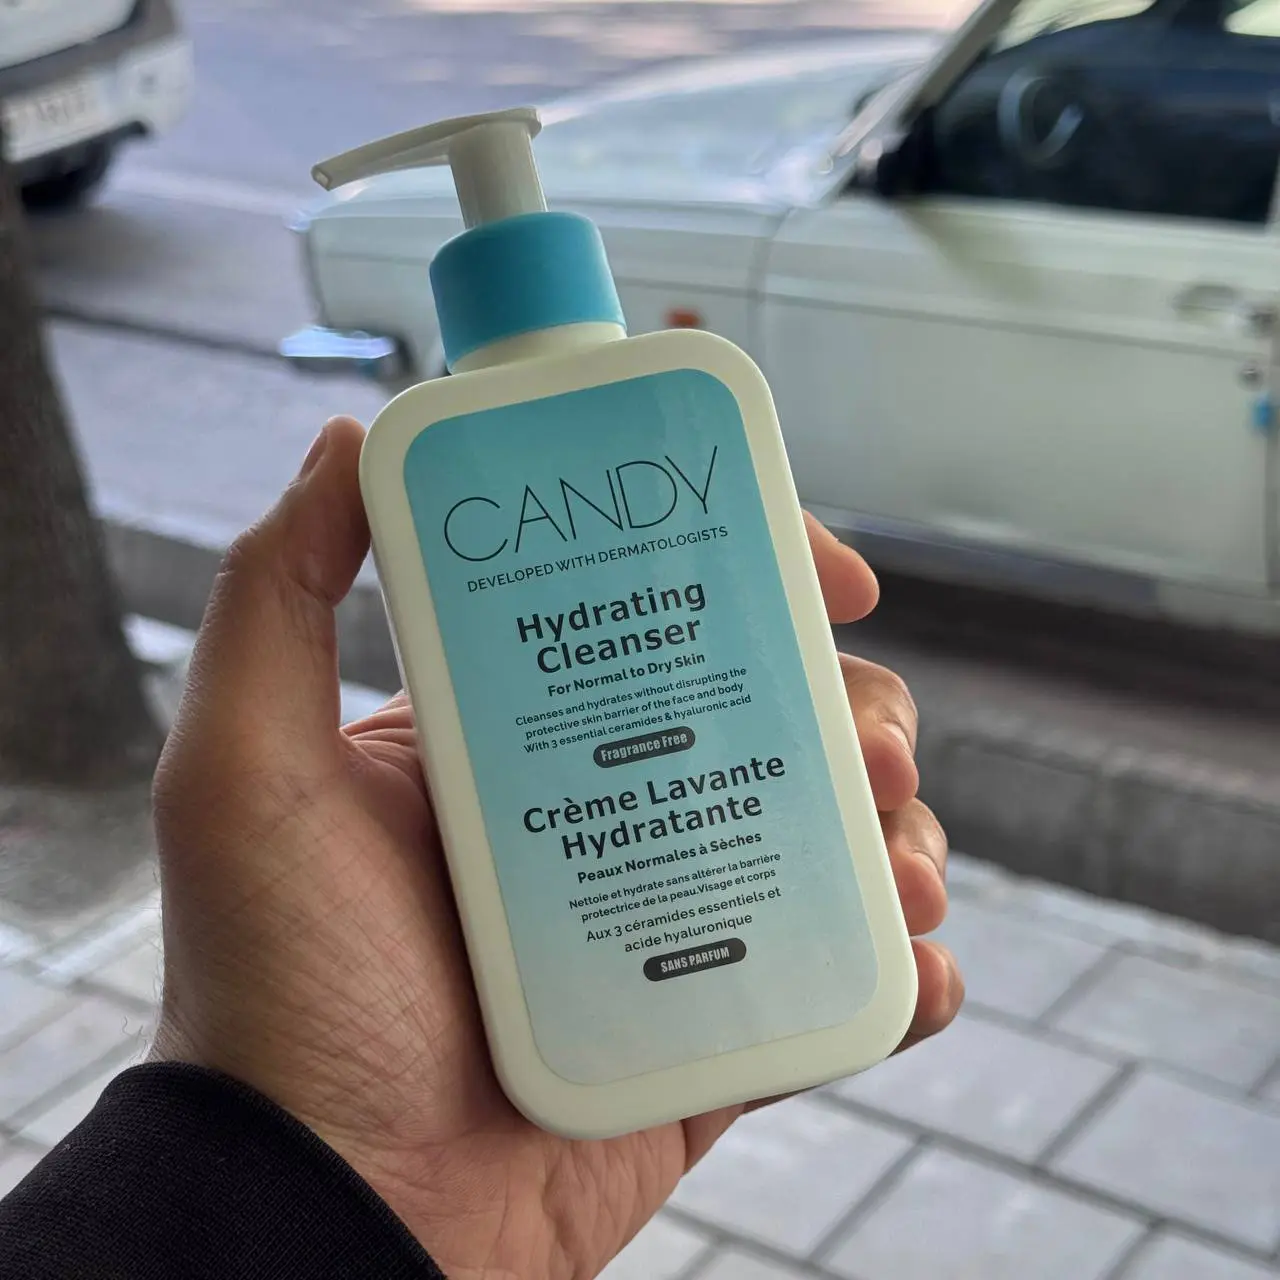 CANDY
DEVELOPED WITH DERMATOLOGISTS
Hydrating
Cleanser
For Normal to Dry Skin
Cleanses and hydrates without disrupting the
protective skin barrier of the face and body
With 3 essential ceramides & hyaluronic acid
Fragrance Free
Crème Lavante
Hydratante
Peaux Normales à Sèches
Nettoie et hydrate sans altérer la barrière
protectrice de la peau.Visage et corps
Aux 3 céramides essentiels et
acide hyaluronique
SANS PARFUM